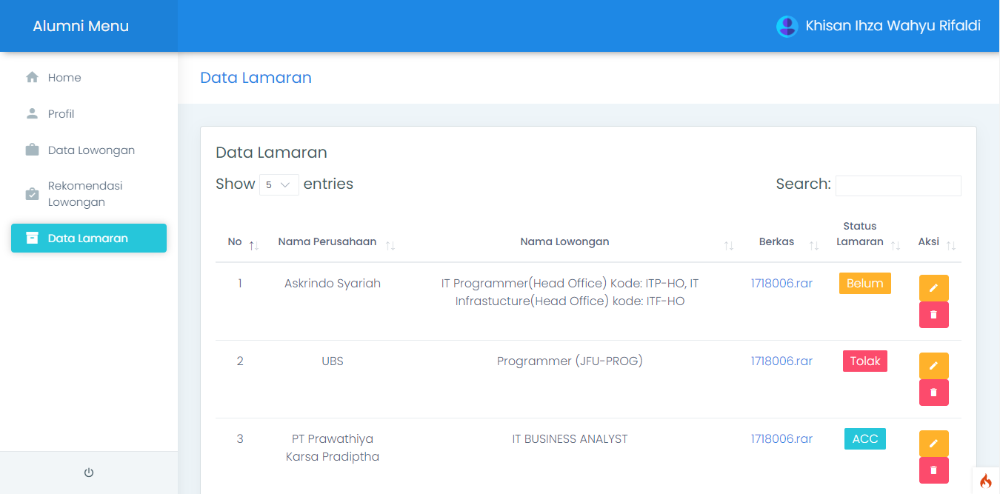 Alumni Menu
Khisan Ihza Wahyu Rifaldi
Home
Profil
Data Lowongan
Rekomendasi
Lowongan
Data Lamaran
Data Lamaran
Data Lamaran
Show 5 entries
Search:
No
Nama Perusahaan
Nama Lowongan
Berkas
Status
Lamaran
Aksi
1
Askrindo Syariah
IT Programmer(Head Office) Kode: ITP-HO, IT
Infrastucture(Head Office) kode: ITF-HO
1718006.rar
Belum
2
UBS
Programmer (JFU-PROG)
1718006.rar
Tolak
3
PT Prawathiya
Karsa Pradiptha
IT BUSINESS ANALYST
1718006.rar
ACC